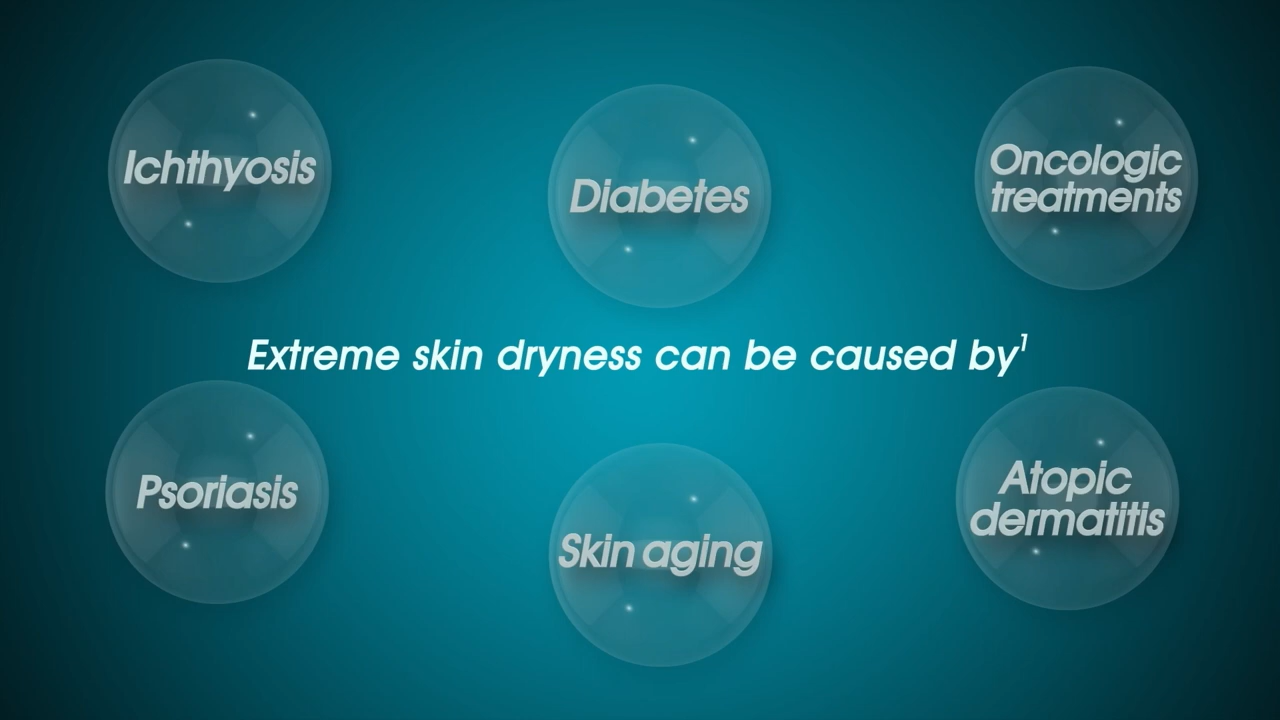 Ichthyosis
Diabetes
Oncologic
treatments
Extreme skin dryness can be caused by¹
Psoriasis
Skin aging
Atopic
dermatitis